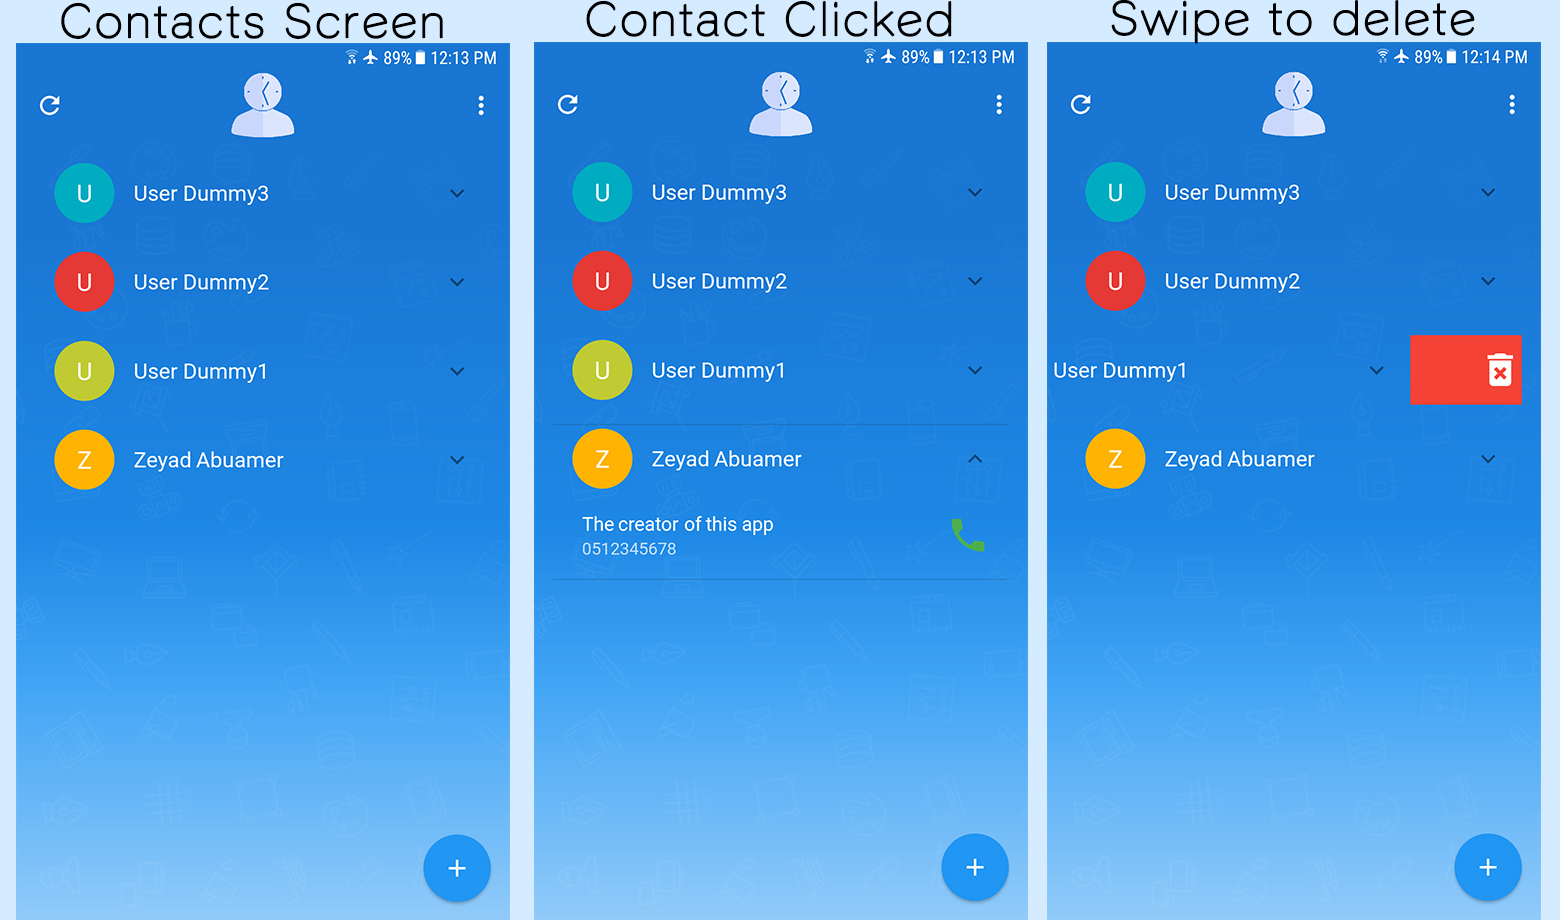 Contacts Screen
89% 12:13 PM
U User Dummy3
U User Dummy2
U User Dummy1
Z Zeyad Abuamer
+
Contact Clicked
89% 12:13 PM
U User Dummy3
U User Dummy2
U User Dummy1
Z Zeyad Abuamer
The creator of this app
0512345678
+
Swipe to delete
89% 12:14 PM
U User Dummy3
U User Dummy2
User Dummy1
Z Zeyad Abuamer
+